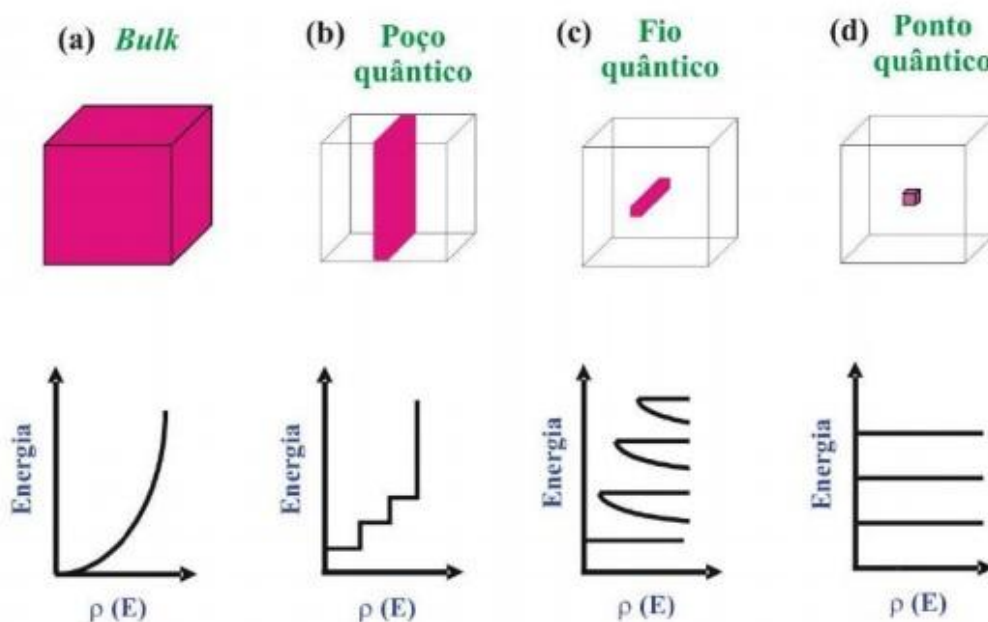 (a) Bulk
(b) Poço
quântico
(c) Fio
quântico
(d) Ponto
quântico
Energia
ρ (E)
Energia
ρ (E)
Energia
ρ (E)
Energia
ρ (E)